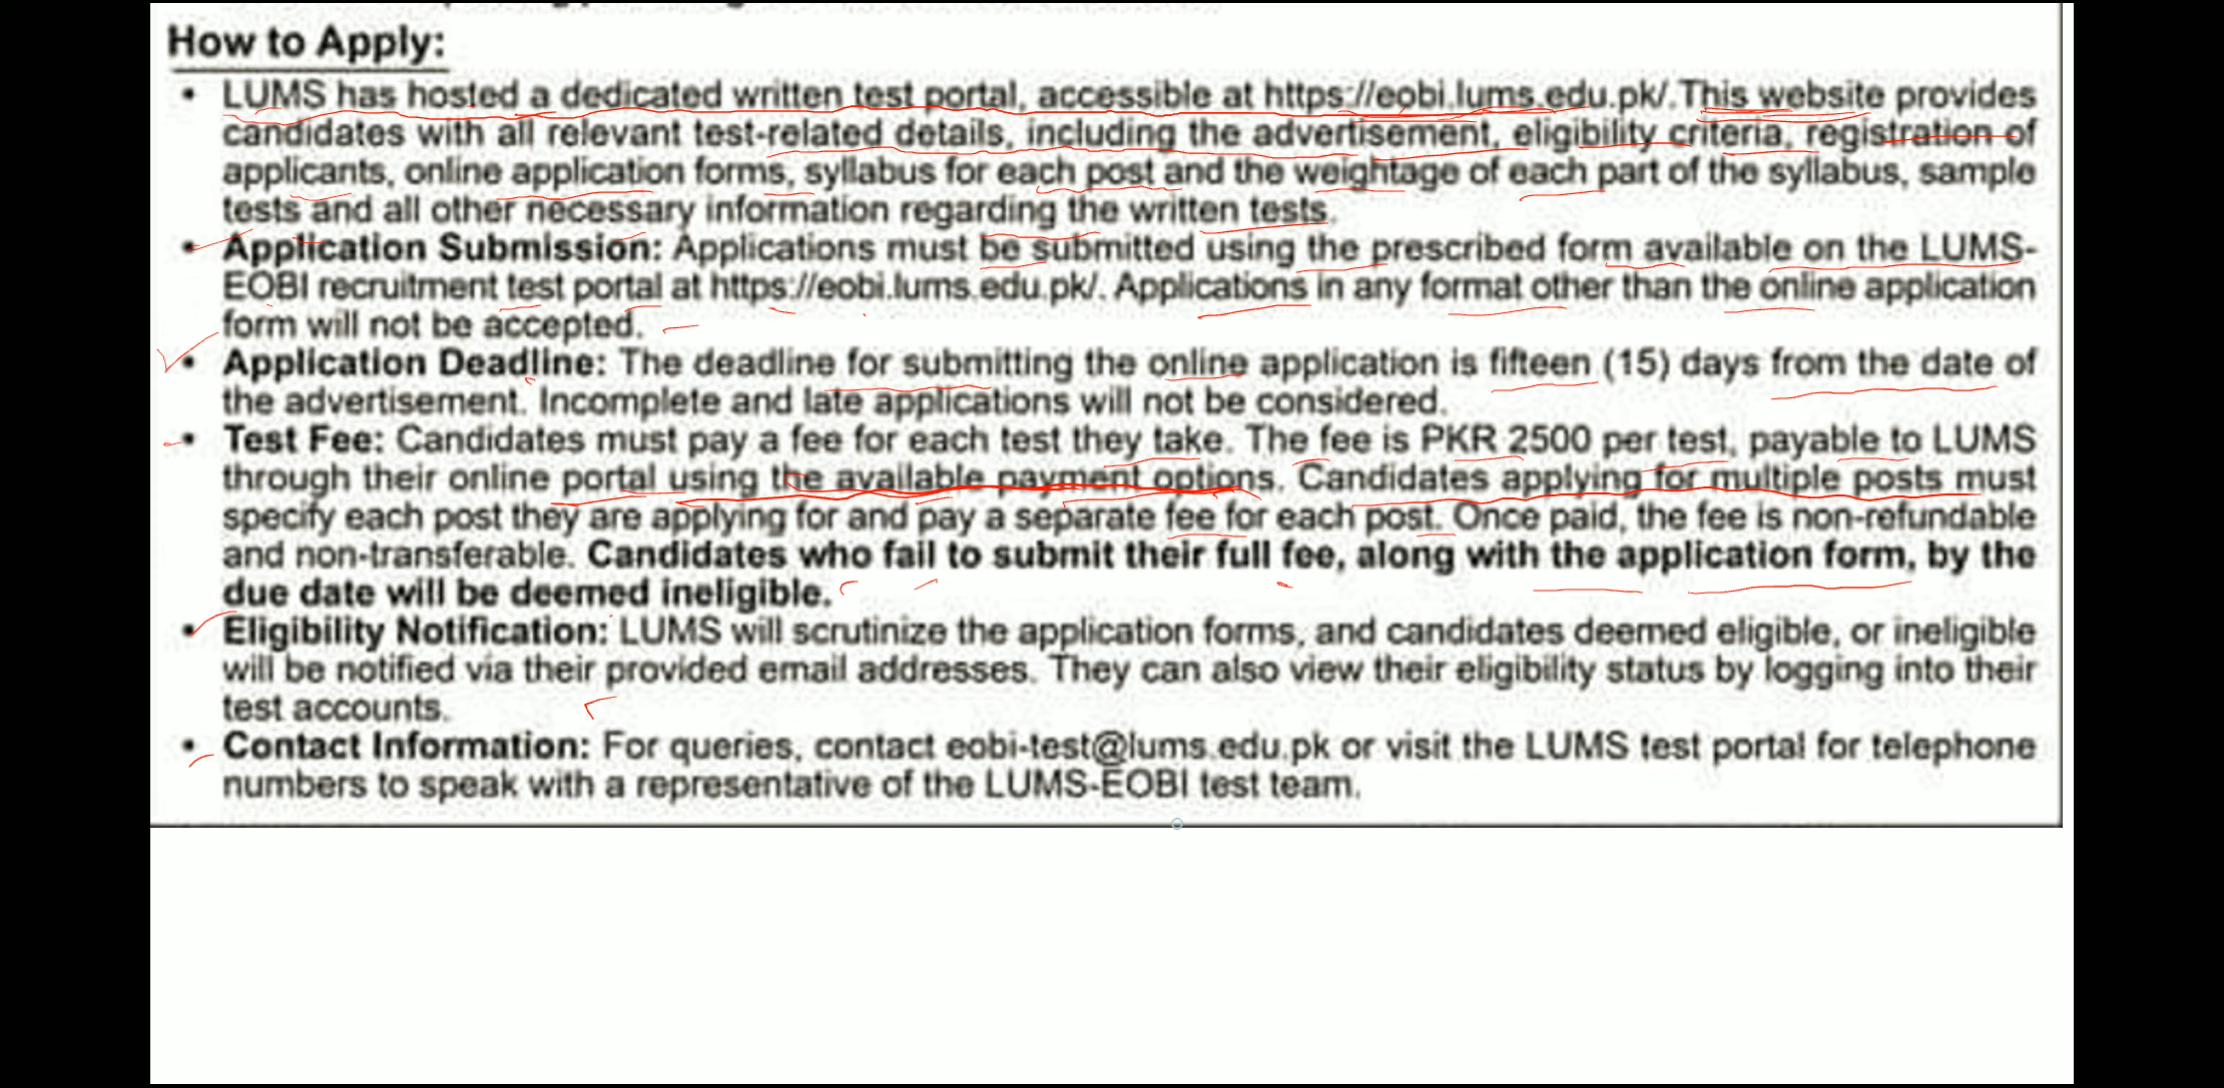 How to Apply:
• LUMS has hosted a dedicated written test portal, accessible at https://eobi.lums.edu.pk/.This website provides
candidates with all relevant test-related details, including the advertisement, eligibility criteria, registration of
applicants, online application forms, syllabus for each post and the weightage of each part of the syllabus, sample
tests and all other necessary information regarding the written tests.
• Application Submission: Applications must be submitted using the prescribed form available on the LUMS-
EOBI recruitment test portal at https://eobi.lums.edu.pk/. Applications in any format other than the online application
form will not be accepted.
• Application Deadline: The deadline for submitting the online application is fifteen (15) days from the date of
the advertisement. Incomplete and late applications will not be considered.
• Test Fee: Candidates must pay a fee for each test they take. The fee is PKR 2500 per test, payable to LUMS
through their online portal using the available payment options. Candidates applying for multiple posts must
specify each post they are applying for and pay a separate fee for each post. Once paid, the fee is non-refundable
and non-transferable. Candidates who fail to submit their full fee, along with the application form, by the
due date will be deemed ineligible.
• Eligibility Notification: LUMS will scrutinize the application forms, and candidates deemed eligible, or ineligible
will be notified via their provided email addresses. They can also view their eligibility status by logging into their
test accounts.
• Contact Information: For queries, contact eobi-test@lums.edu.pk or visit the LUMS test portal for telephone
numbers to speak with a representative of the LUMS-EOBI test team.